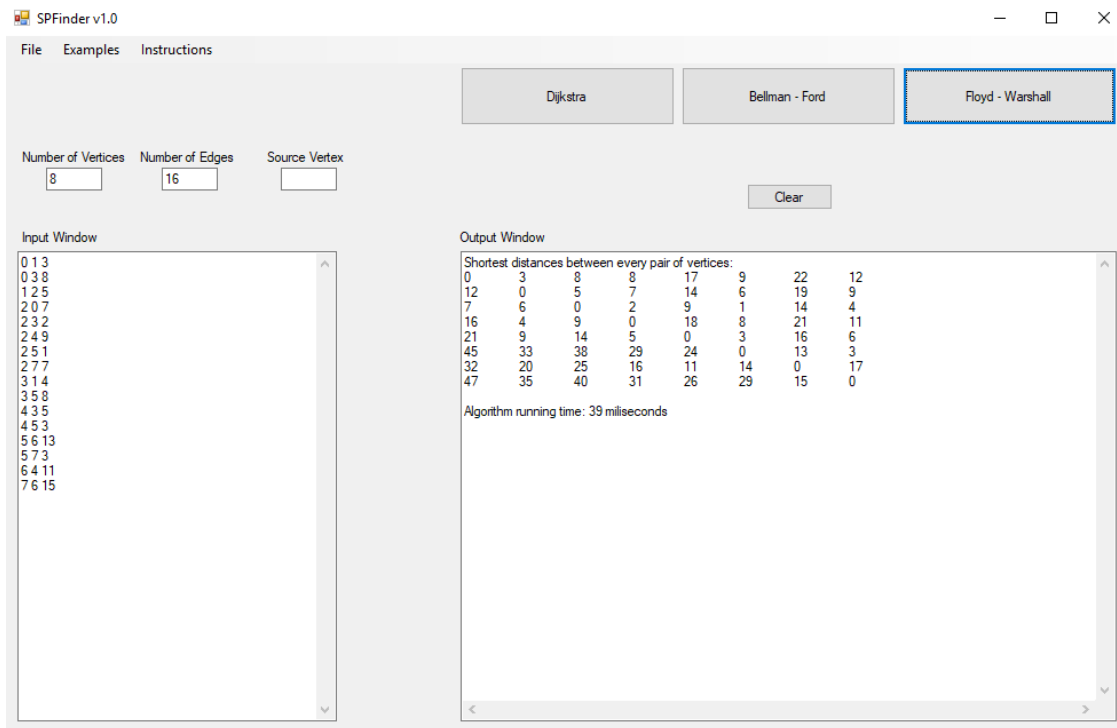 SPFinder v1.0
File Examples Instructions
Dijkstra Bellman - Ford Floyd - Warshall
Number of Vertices Number of Edges Source Vertex
8 16
Clear
Input Window
0 1 3
0 3 8
1 2 5
2 0 7
2 3 2
2 4 9
2 5 1
2 7 7
3 1 4
3 5 8
4 3 5
4 5 3
5 6 13
5 7 3
6 4 11
7 6 15
Output Window
Shortest distances between every pair of vertices:
0 3 8 8 17 9 22 12
12 0 5 7 14 6 19 9
7 6 0 2 9 1 14 4
16 4 9 0 18 8 21 11
21 9 14 5 0 3 16 6
45 33 38 29 24 0 13 3
32 20 25 16 11 14 0 17
47 35 40 31 26 29 15 0
Algorithm running time: 39 miliseconds